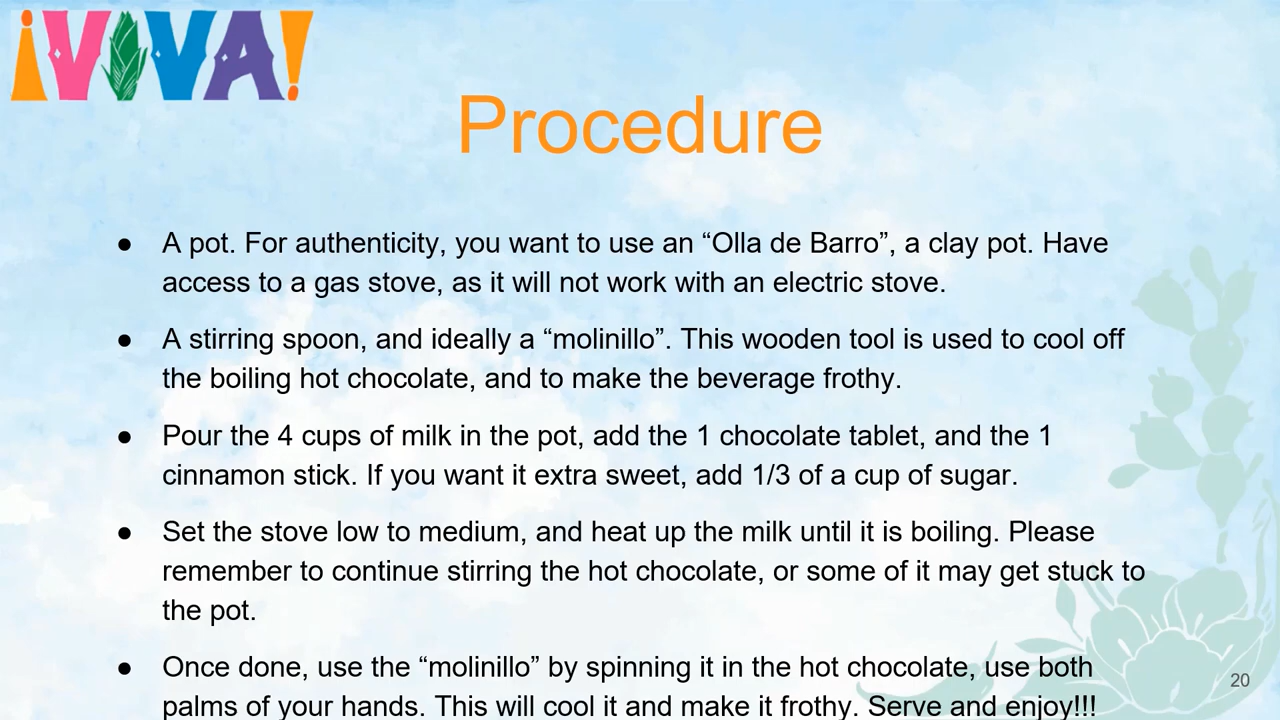 ¡VIVA!
Procedure
● A pot. For authenticity, you want to use an “Olla de Barro”, a clay pot. Have
access to a gas stove, as it will not work with an electric stove.
● A stirring spoon, and ideally a “molinillo”. This wooden tool is used to cool off
the boiling hot chocolate, and to make the beverage frothy.
● Pour the 4 cups of milk in the pot, add the 1 chocolate tablet, and the 1
cinnamon stick. If you want it extra sweet, add 1/3 of a cup of sugar.
● Set the stove low to medium, and heat up the milk until it is boiling. Please
remember to continue stirring the hot chocolate, or some of it may get stuck to
the pot.
● Once done, use the “molinillo” by spinning it in the hot chocolate, use both
palms of your hands. This will cool it and make it frothy. Serve and enjoy!!!
20